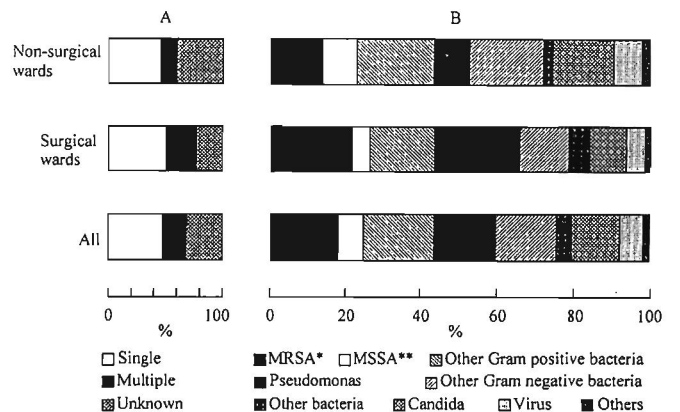 A B
Non-surgical
wards
Surgical
wards
All
0 100 0 20 40 60 80 100
% %
Single MRSA* MSSA** Other Gram positive bacteria
Multiple Pseudomonas Other Gram negative bacteria
Unknown Other bacteria Candida Virus Others